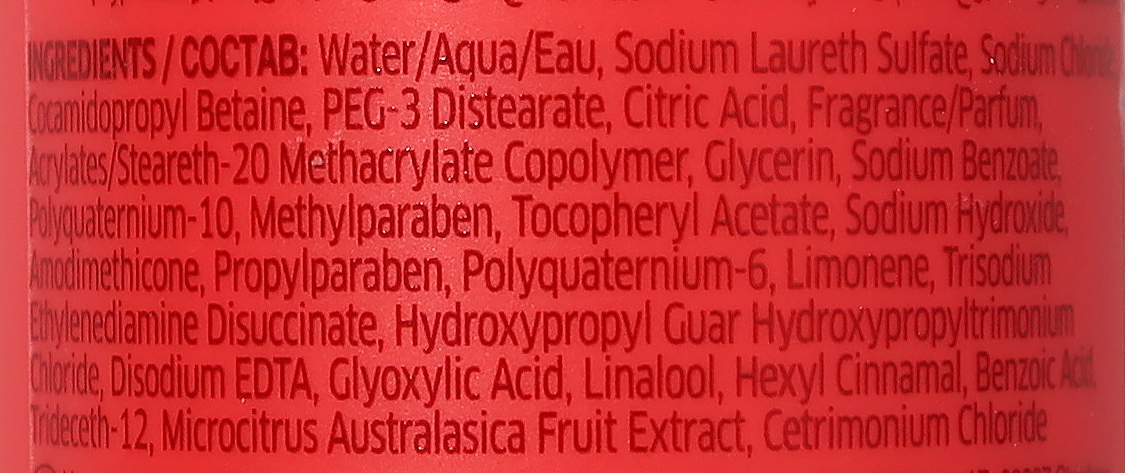 INGREDIENTS / СОСТАВ: Water/Aqua/Eau, Sodium Laureth Sulfate, Sodium Chloride,
Cocamidopropyl Betaine, PEG-3 Distearate, Citric Acid, Fragrance/Parfum,
Acrylates/Steareth-20 Methacrylate Copolymer, Glycerin, Sodium Benzoate,
Polyquaternium-10, Methylparaben, Tocopheryl Acetate, Sodium Hydroxide,
Amodimethicone, Propylparaben, Polyquaternium-6, Limonene, Trisodium
Ethylenediamine Disuccinate, Hydroxypropyl Guar Hydroxypropyltrimonium
Chloride, Disodium EDTA, Glyoxylic Acid, Linalool, Hexyl Cinnamal, Benzoic Acid,
Trideceth-12, Microcitrus Australasica Fruit Extract, Cetrimonium Chloride